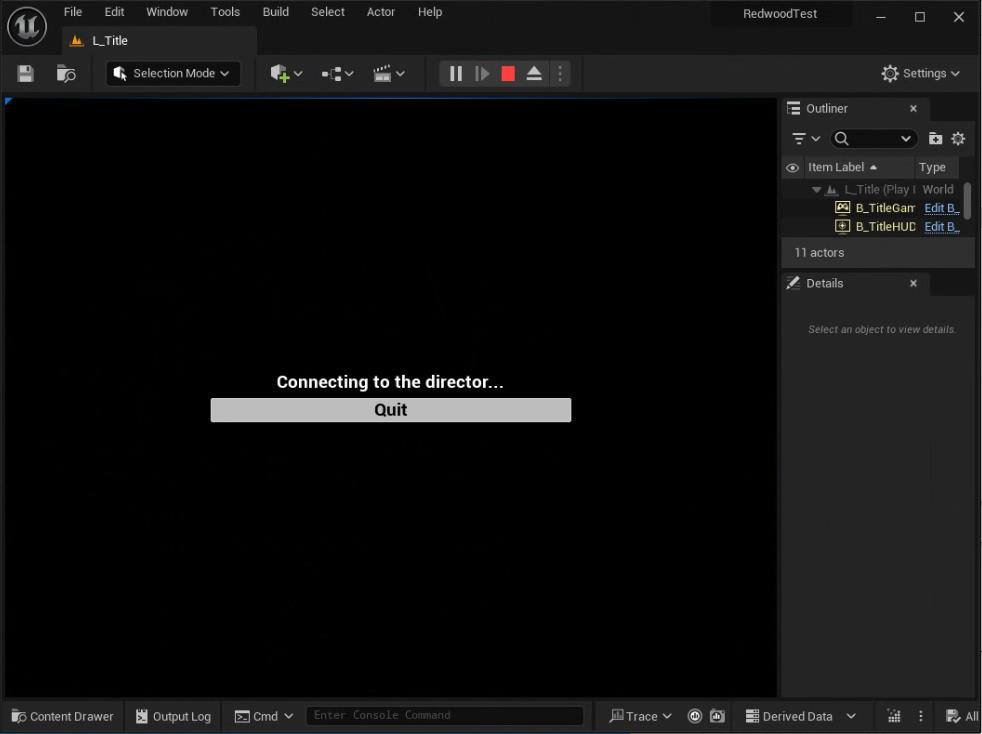 File Edit Window Tools Build Select Actor Help RedwoodTest
L_Title
Selection Mode Settings
Outliner
Item Label Type
L_Title (Play I World
B_TitleGam Edit B_
B_TitleHUD Edit B_
11 actors
Details
Select an object to view details.
Connecting to the director...
Quit
Content Drawer Output Log Cmd Enter Console Command Trace Derived Data All